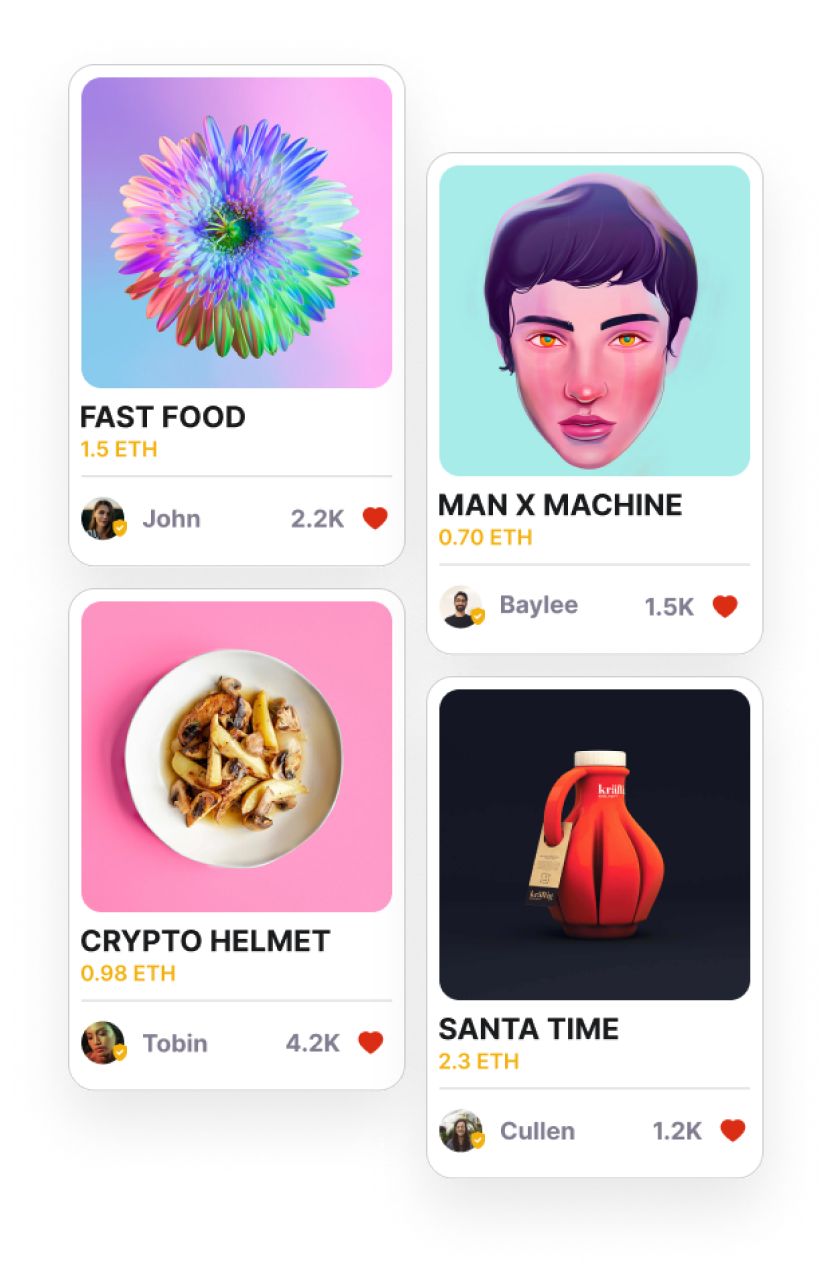 FAST FOOD
1.5 ETH
John
2.2K
MAN X MACHINE
0.70 ETH
Baylee
1.5K
CRYPTO HELMET
0.98 ETH
Tobin
4.2K
SANTA TIME
2.3 ETH
Cullen
1.2K